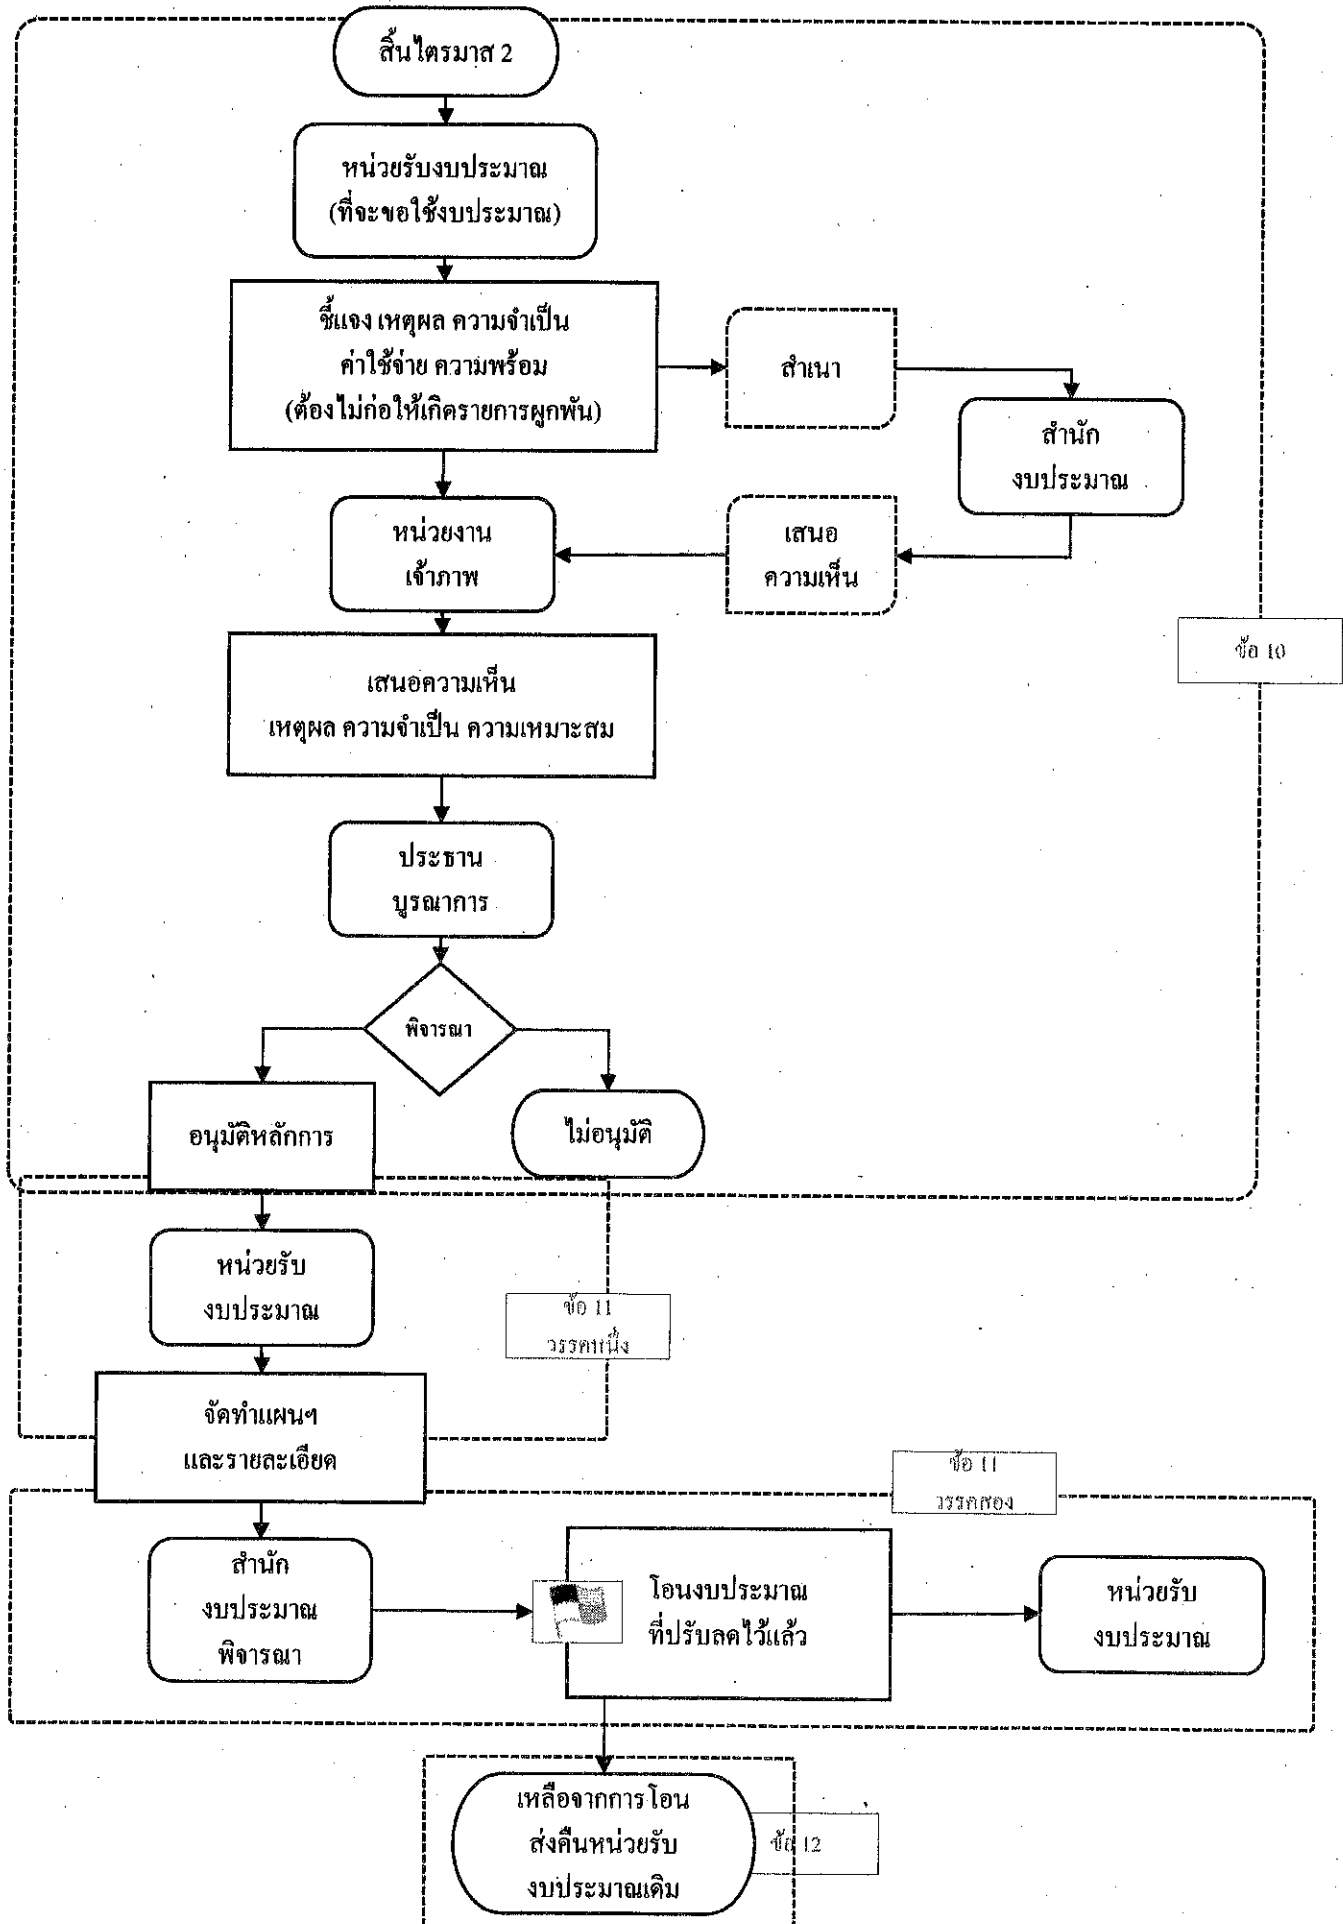 สิ้นไตรมาส 2
หน่วยรับงบประมาณ
(ที่จะขอใช้งบประมาณ)
ชี้แจง เหตุผล ความจำเป็น
ค่าใช้จ่าย ความพร้อม
(ต้องไม่ก่อให้เกิดรายการผูกพัน)
สำเนา
สำนัก
งบประมาณ
หน่วยงาน
เจ้าภาพ
เสนอ
ความเห็น
ข้อ 10
เสนอความเห็น
เหตุผล ความจำเป็น ความเหมาะสม
ประธาน
บูรณาการ
พิจารณา
อนุมัติหลักการ
ไม่อนุมัติ
หน่วยรับ
งบประมาณ
ข้อ 11
วรรคหนึ่ง
จัดทำแผนฯ
และรายละเอียด
ข้อ 11
วรรคสอง
สำนัก
งบประมาณ
พิจารณา
โอนงบประมาณ
ที่ปรับลดไว้แล้ว
หน่วยรับ
งบประมาณ
เหลือจากการโอน
ส่งคืนหน่วยรับ
งบประมาณเดิม
ข้อ 12